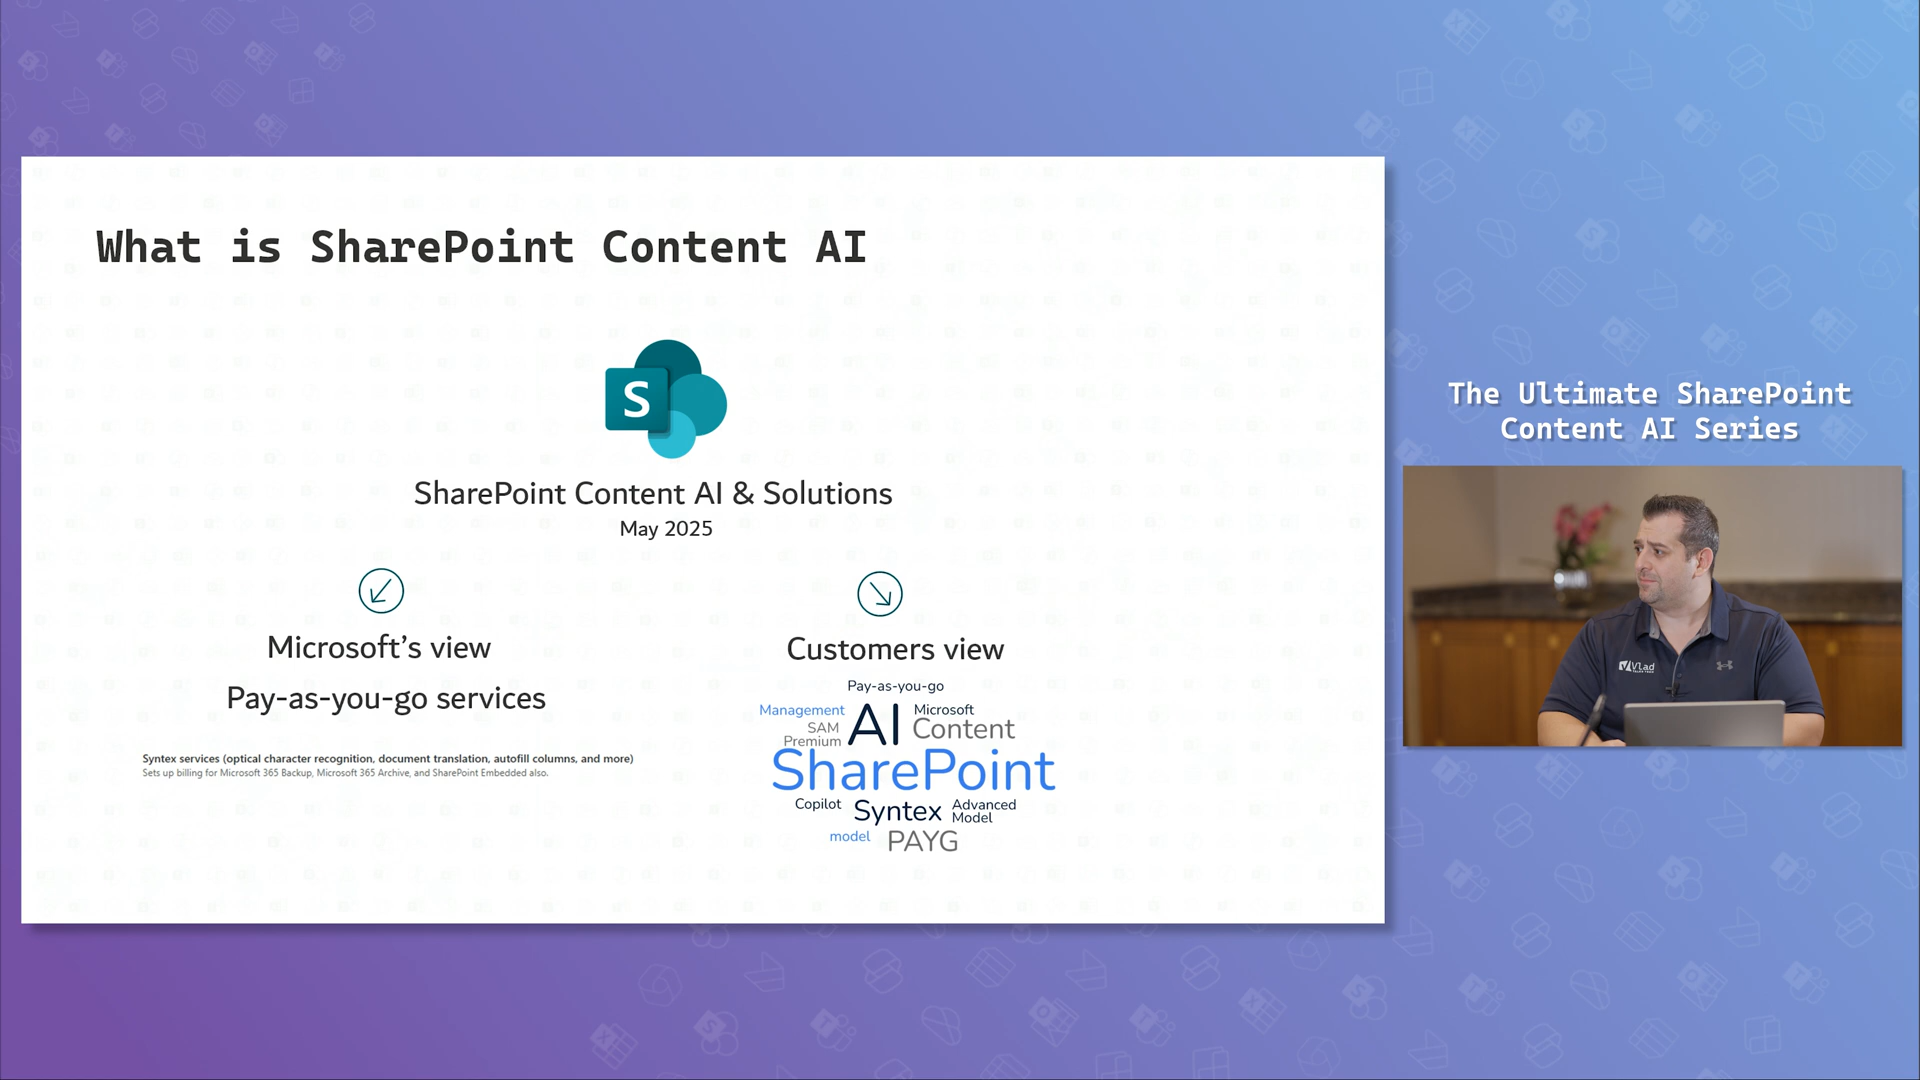 What is SharePoint Content AI
S
SharePoint Content AI & Solutions
May 2025
Microsoft’s view
Pay-as-you-go services
Syntex services (optical character recognition, document translation, autofill columns, and more)
Sets up billing for Microsoft 365 Backup, Microsoft 365 Archive, and SharePoint Embedded also.
Customers view
Pay-as-you-go
Management
SAM
Premium
AI
Microsoft
Content
SharePoint
Copilot
Syntex
Advanced
Model
model
PAYG
The Ultimate SharePoint
Content AI Series
Vlad